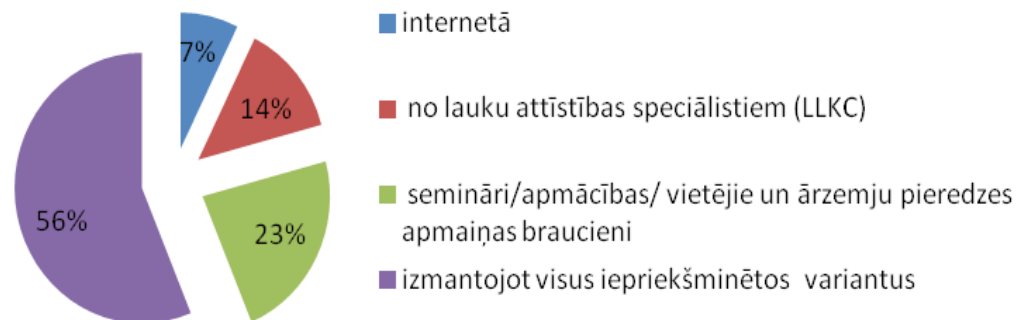 7%
14%
23%
56%
internetā
no lauku attīstības speciālistiem (LLKC)
semināri/apmācības/ vietējie un ārzemju pieredzes
apmaiņas braucieni
izmantojot visus iepriekšminētos variantus